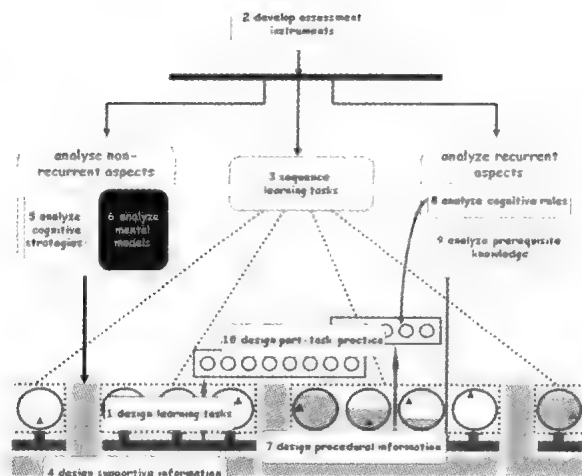 2 develop assessment
instruments
analyse non-
recurrent aspects
3 sequence
learning tasks
analyze recurrent
aspects
5 analyze
cognitive
strategies
6 analyze
mental
models
8 analyse cognitive rules
9 analyze prerequisite
knowledge
10 design part-task practice
1 design learning tasks
7 design procedural information
4 design supportive information